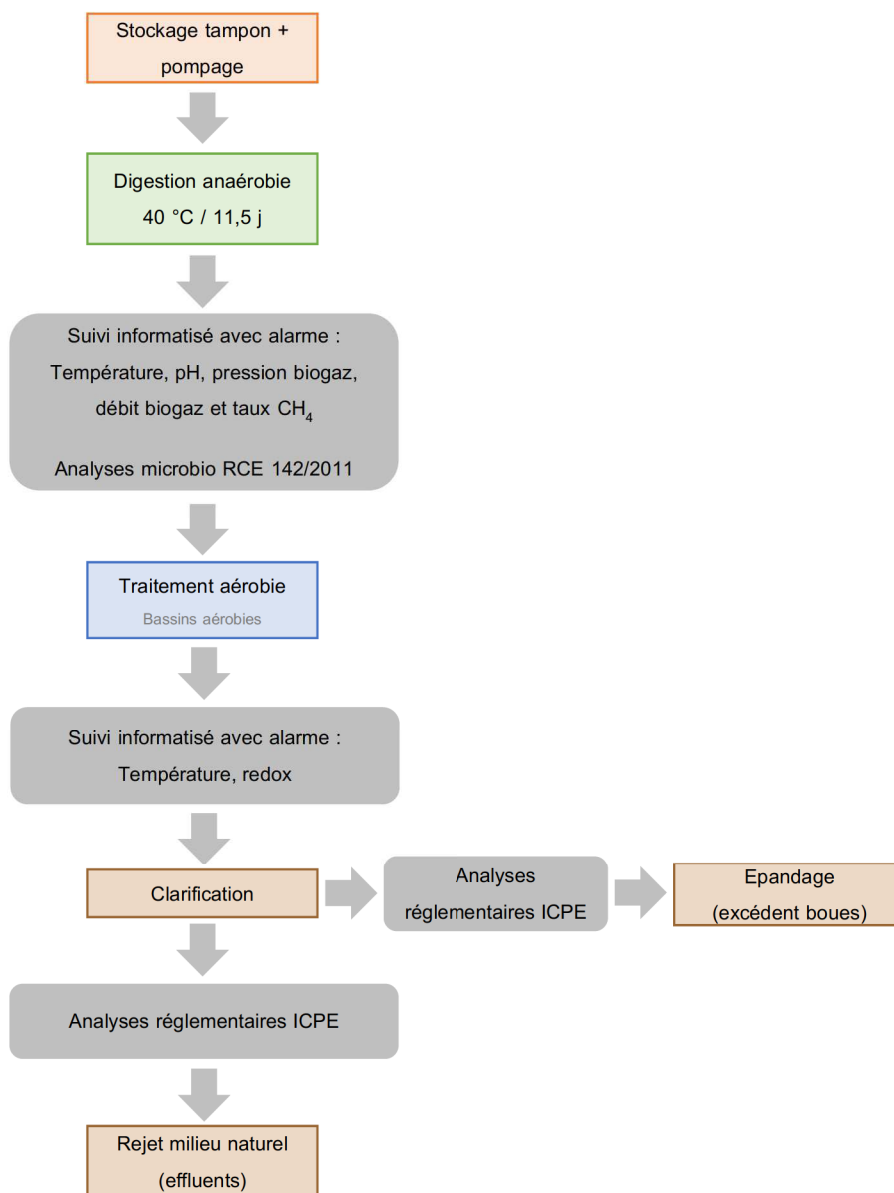 Stockage tampon +
pompage
Digestion anaérobie
40 °C / 11,5 j
Suivi informatisé avec alarme :
Température, pH, pression biogaz,
débit biogaz et taux CH₄
Analyses microbio RCE 142/2011
Traitement aérobie
Bassins aérobies
Suivi informatisé avec alarme :
Température, redox
Clarification
Analyses
réglementaires ICPE
Epandage
(excédent boues)
Analyses réglementaires ICPE
Rejet milieu naturel
(effluents)